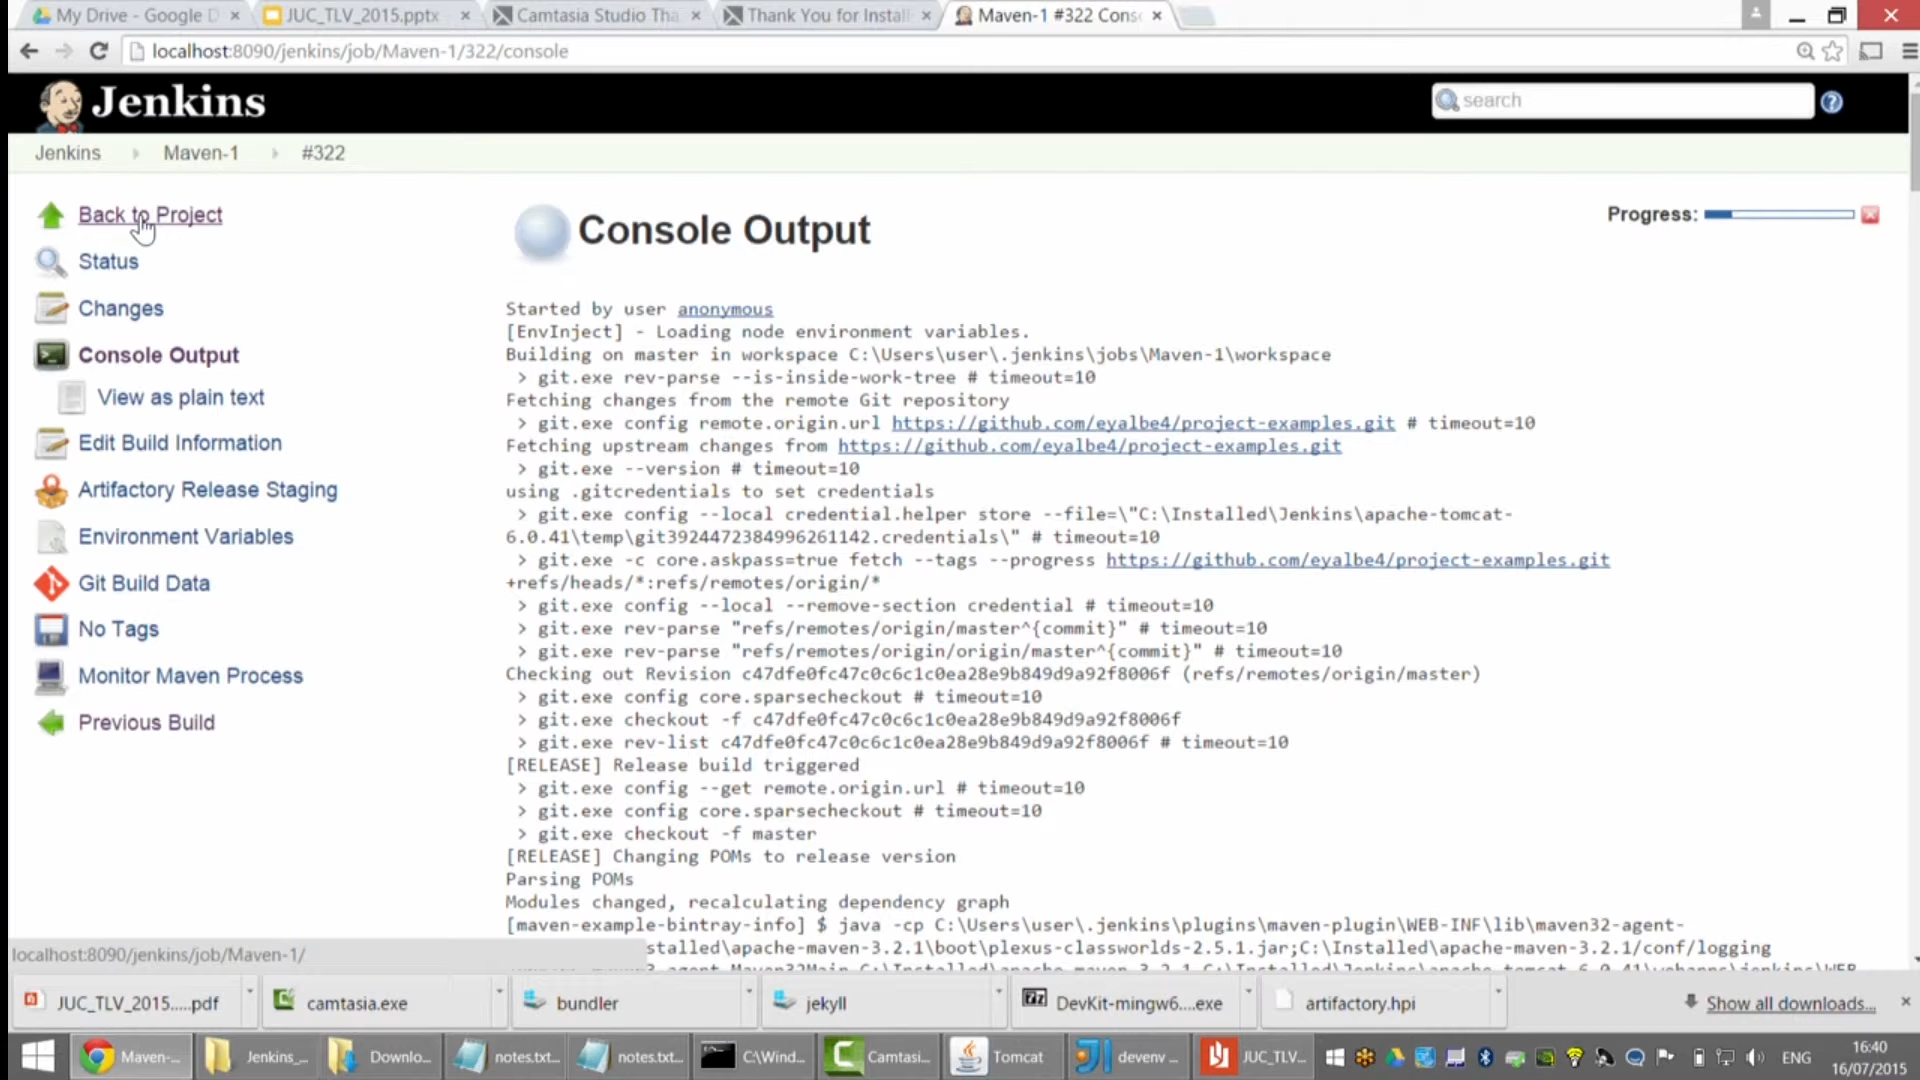 My Drive - Google D
JUC_TLV_2015.pptx
Camtasia Studio Tha
Thank You for Install
Maven-1 #322 Cons
localhost:8090/jenkins/job/Maven-1/322/console
Jenkins
search
Jenkins
Maven-1
#322
Back to Project
Status
Changes
Console Output
View as plain text
Edit Build Information
Artifactory Release Staging
Environment Variables
Git Build Data
No Tags
Monitor Maven Process
Previous Build
Console Output
Progress:
Started by user anonymous
[EnvInject] - Loading node environment variables.
Building on master in workspace C:\Users\user\.jenkins\jobs\Maven-1\workspace
> git.exe rev-parse --is-inside-work-tree # timeout=10
Fetching changes from the remote Git repository
> git.exe config remote.origin.url https://github.com/eyalbe4/project-examples.git # timeout=10
Fetching upstream changes from https://github.com/eyalbe4/project-examples.git
> git.exe --version # timeout=10
using .gitcredentials to set credentials
> git.exe config --local credential.helper store --file=\"C:\Installed\Jenkins\apache-tomcat-
6.0.41\temp\git3924472384996261142.credentials\" # timeout=10
> git.exe -c core.askpass=true fetch --tags --progress https://github.com/eyalbe4/project-examples.git
+refs/heads/*:refs/remotes/origin/*
> git.exe config --local --remove-section credential # timeout=10
> git.exe rev-parse "refs/remotes/origin/master^{commit}" # timeout=10
> git.exe rev-parse "refs/remotes/origin/origin/master^{commit}" # timeout=10
Checking out Revision c47dfe0fc47c0c6c1c0ea28e9b849d9a92f8006f (refs/remotes/origin/master)
> git.exe config core.sparsecheckout # timeout=10
> git.exe checkout -f c47dfe0fc47c0c6c1c0ea28e9b849d9a92f8006f
> git.exe rev-list c47dfe0fc47c0c6c1c0ea28e9b849d9a92f8006f # timeout=10
[RELEASE] Release build triggered
> git.exe config --get remote.origin.url # timeout=10
> git.exe config core.sparsecheckout # timeout=10
> git.exe checkout -f master
[RELEASE] Changing POMs to release version
Parsing POMs
Modules changed, recalculating dependency graph
[maven-example-bintray-info] $ java -cp C:\Users\user\.jenkins\plugins\maven-plugin\WEB-INF\lib\maven32-agent-
stalled\apache-maven-3.2.1\boot\plexus-classworlds-2.5.1.jar;C:\Installed\apache-maven-3.2.1/conf/logging
localhost:8090/jenkins/job/Maven-1/
JUC_TLV_2015.....pdf
camtasia.exe
bundler
jekyll
DevKit-mingw6....exe
artifactory.hpi
Show all downloads...
Maven-...
Jenkins_...
Downlo...
notes.txt...
notes.txt...
C:\Wind...
Camtasi...
Tomcat
devenv ...
JUC_TLV...
ENG
16:40
16/07/2015